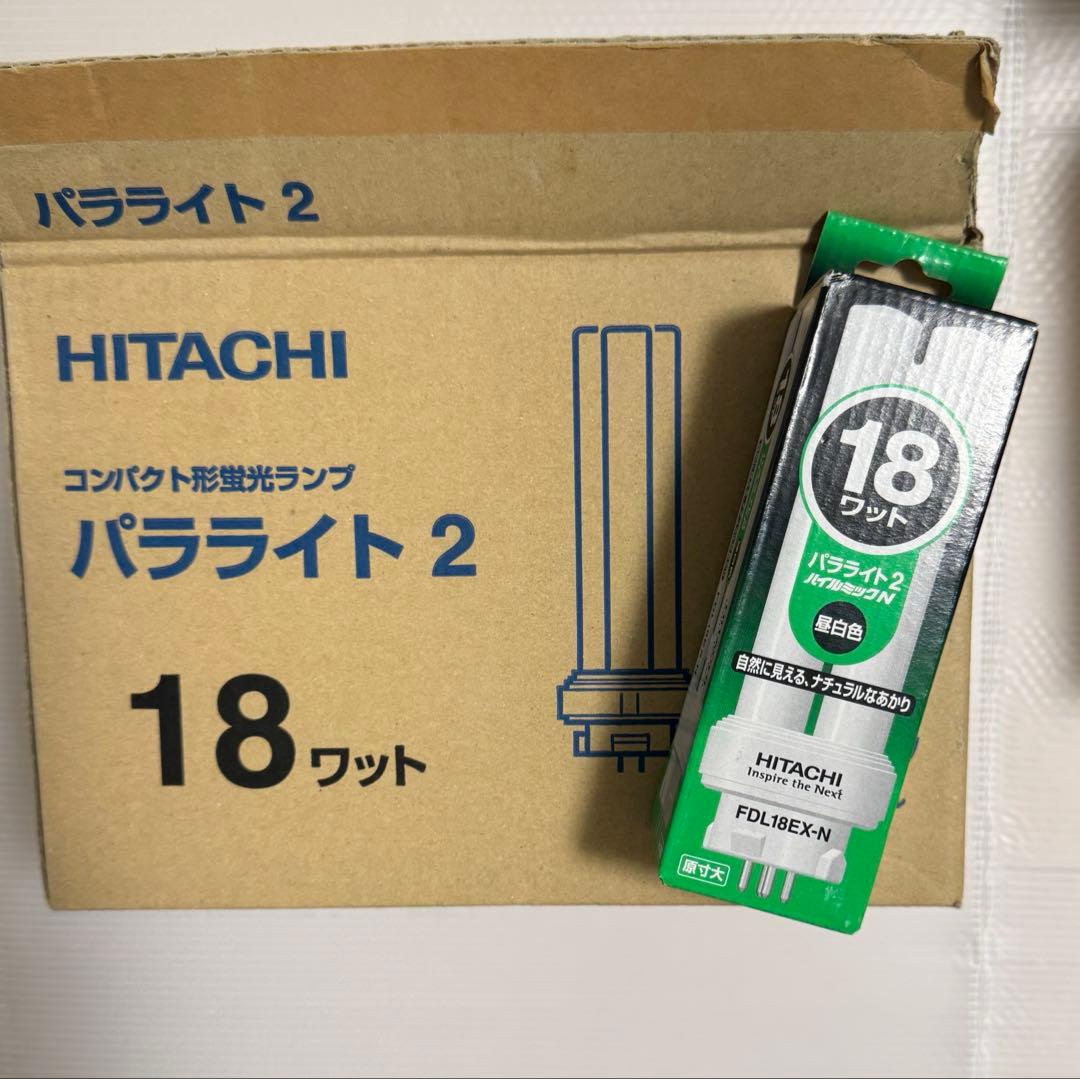 パラライト 2
HITACHI
コンパクト形蛍光ランプ
パラライト 2
18ワット
18
ワット
パラライト2
ハイルミックN
昼白色
自然に見える、ナチュラルなあかり
HITACHI
Inspire the Next
FDL18EX-N
原寸大